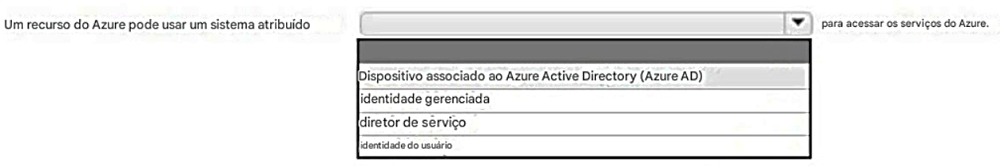 Um recurso do Azure pode usar um sistema atribuído para acessar os serviços do Azure.
Dispositivo associado ao Azure Active Directory (Azure AD)
identidade gerenciada
diretor de serviço
identidade do usuário